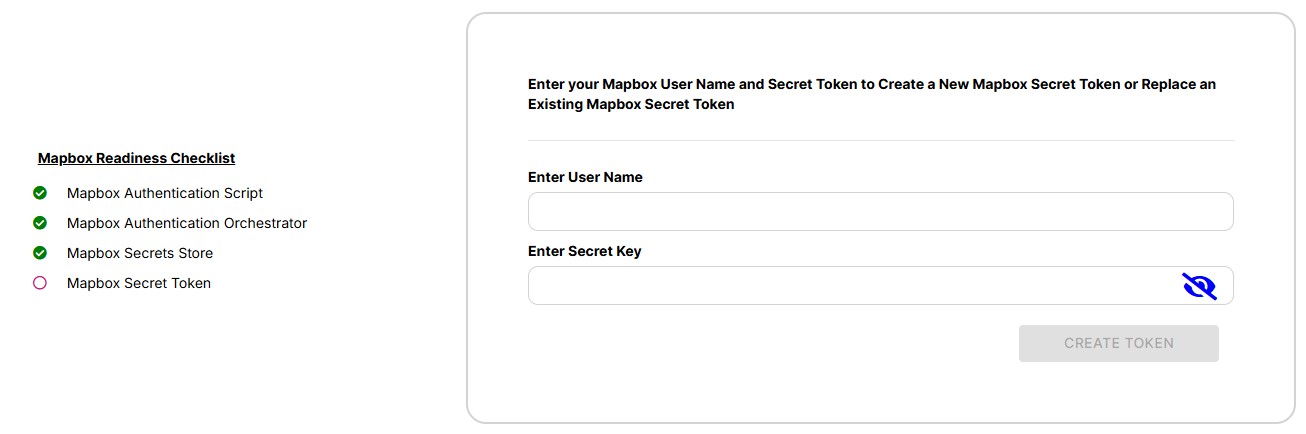 Enter your Mapbox User Name and Secret Token to Create a New Mapbox Secret Token or Replace an
Existing Mapbox Secret Token
Mapbox Readiness Checklist
Mapbox Authentication Script
Mapbox Authentication Orchestrator
Mapbox Secrets Store
Mapbox Secret Token
Enter User Name
Enter Secret Key
CREATE TOKEN